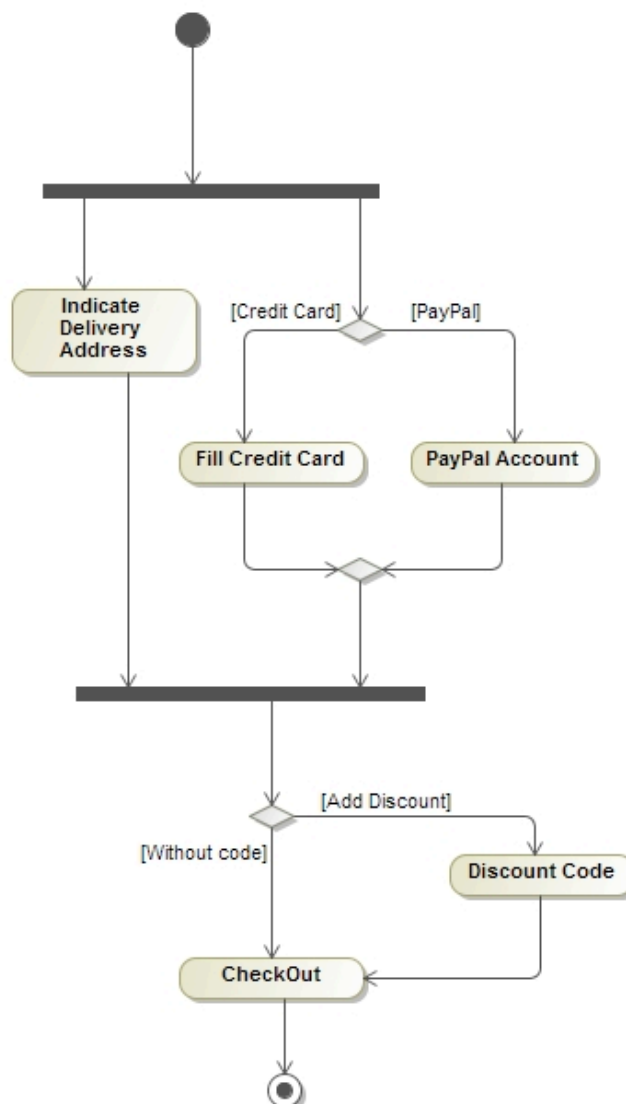 Indicate
Delivery
Address
[Credit Card]
[PayPal]
Fill Credit Card
PayPal Account
[Add Discount]
[Without code]
Discount Code
CheckOut